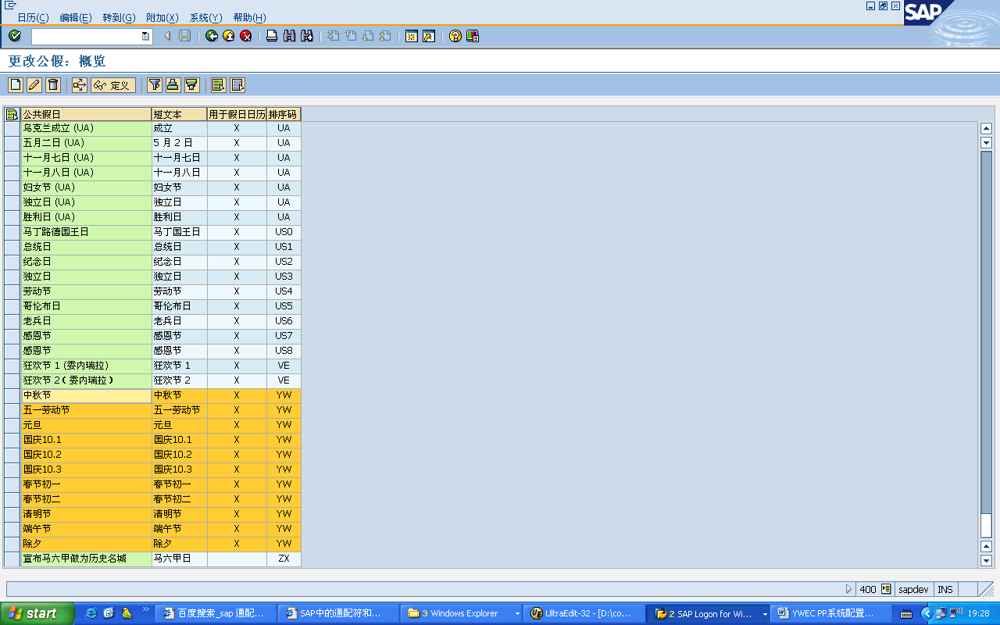 日历(C) 编辑(E) 转到(G) 附加(X) 系统(Y) 帮助(H)
SAP
更改公假：概览
定义
公共假日 短文本 用于假日日历 排序码
乌克兰成立 (UA) 成立 X UA
五月二日 (UA) 5 月 2 日 X UA
十一月七日 (UA) 十一月七日 X UA
十一月八日 (UA) 十一月八日 X UA
妇女节 (UA) 妇女节 X UA
独立日 (UA) 独立日 X UA
胜利日 (UA) 胜利日 X UA
马丁路德国王日 马丁国王日 X US0
总统日 总统日 X US1
纪念日 纪念日 X US2
独立日 独立日 X US3
劳动节 劳动节 X US4
哥伦布日 哥伦布日 X US5
老兵日 老兵日 X US6
感恩节 感恩节 X US7
感恩节 感恩节 X US8
狂欢节 1 (委内瑞拉) 狂欢节 1 X VE
狂欢节 2 ( 委内瑞拉 ) 狂欢节 2 X VE
中秋节 中秋节 X YW
五一劳动节 五一劳动节 X YW
元旦 元旦 X YW
国庆10.1 国庆10.1 X YW
国庆10.2 国庆10.2 X YW
国庆10.3 国庆10.3 X YW
春节初一 春节初一 X YW
春节初二 春节初二 X YW
清明节 清明节 X YW
端午节 端午节 X YW
除夕 除夕 X YW
宣布马六甲做为历史名城 马六甲日 ZX
400 sapdev INS
start 百度搜索_sap 通配... SAP中的通配符和... 3 Windows Explorer UltraEdit-32 - [D:\co... 2 SAP Logon for Wi... YWEC PP系统配置... 19:28